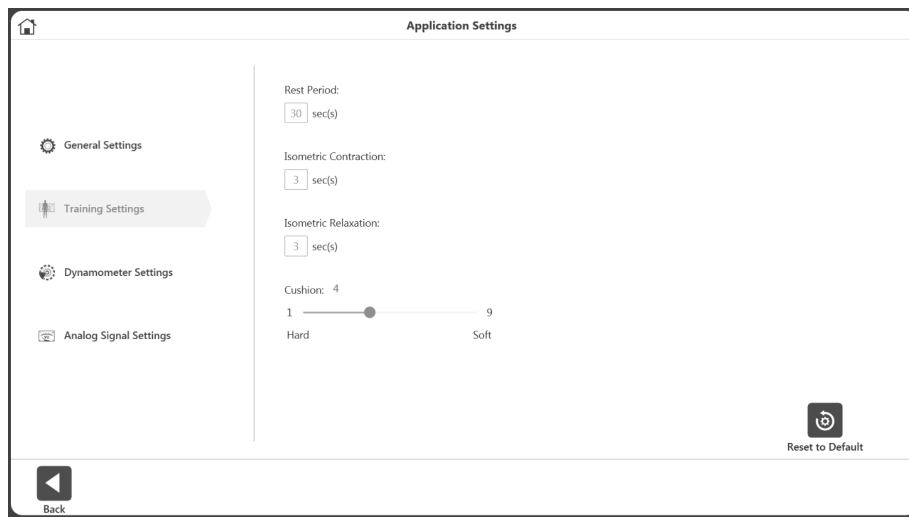 Application Settings
General Settings
Training Settings
Dynamometer Settings
Analog Signal Settings
Rest Period:
30 sec(s)
Isometric Contraction:
3 sec(s)
Isometric Relaxation:
3 sec(s)
Cushion: 4
1 9
Hard Soft
Reset to Default
Back